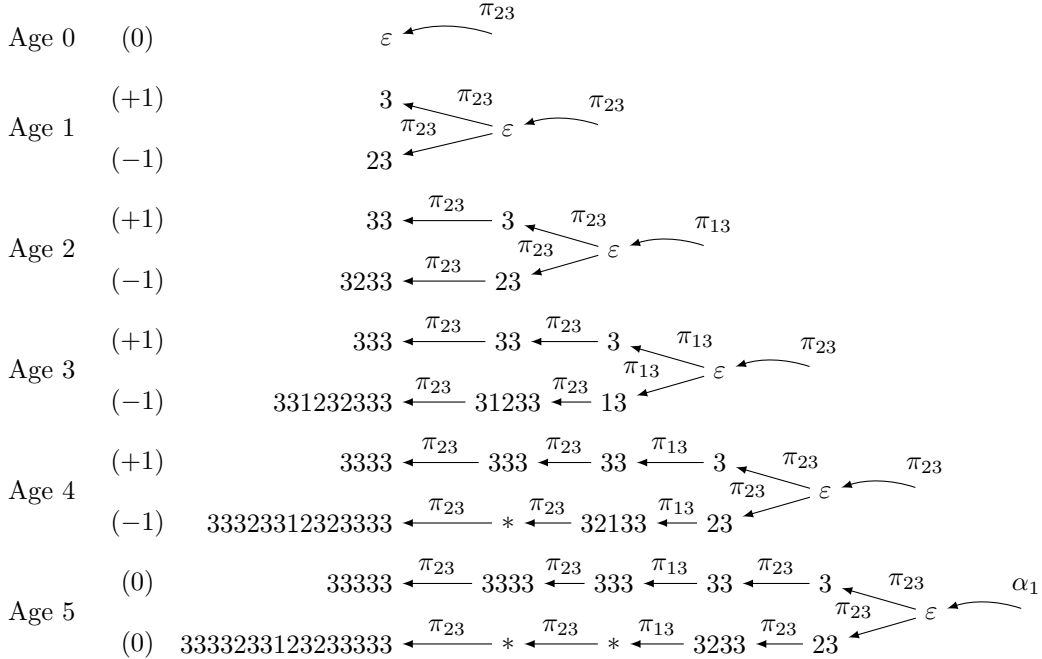 π₂₃
Age 0 (0) ε
(+1) 3 π₂₃ π₂₃
Age 1 π₂₃ ε
(−1) 23
(+1) 33 π₂₃ 3 π₂₃ π₁₃
Age 2 π₂₃ ε
(−1) 3233 π₂₃ 23
(+1) 333 π₂₃ 33 π₂₃ 3 π₁₃ π₂₃
Age 3 π₁₃ ε
(−1) 331232333 π₂₃ 31233 π₂₃ 13
(+1) 3333 π₂₃ 333 π₂₃ 33 π₁₃ 3 π₂₃ π₂₃
Age 4 π₂₃ ε
(−1) 33323312323333 π₂₃ * π₂₃ 32133 π₁₃ 23
(0) 33333 π₂₃ 3333 π₂₃ 333 π₁₃ 33 π₂₃ 3 π₂₃ α₁
Age 5 π₂₃ ε
(0) 3333233123233333 π₂₃ * π₂₃ * π₁₃ 3233 π₂₃ 23